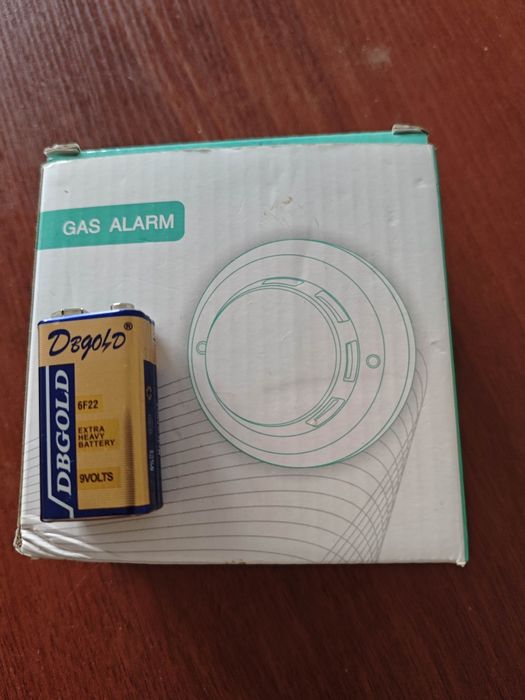 GAS ALARM
DBgold®
DBGOLD
6F22
EXTRA
HEAVY
BATTERY
9VOLTS